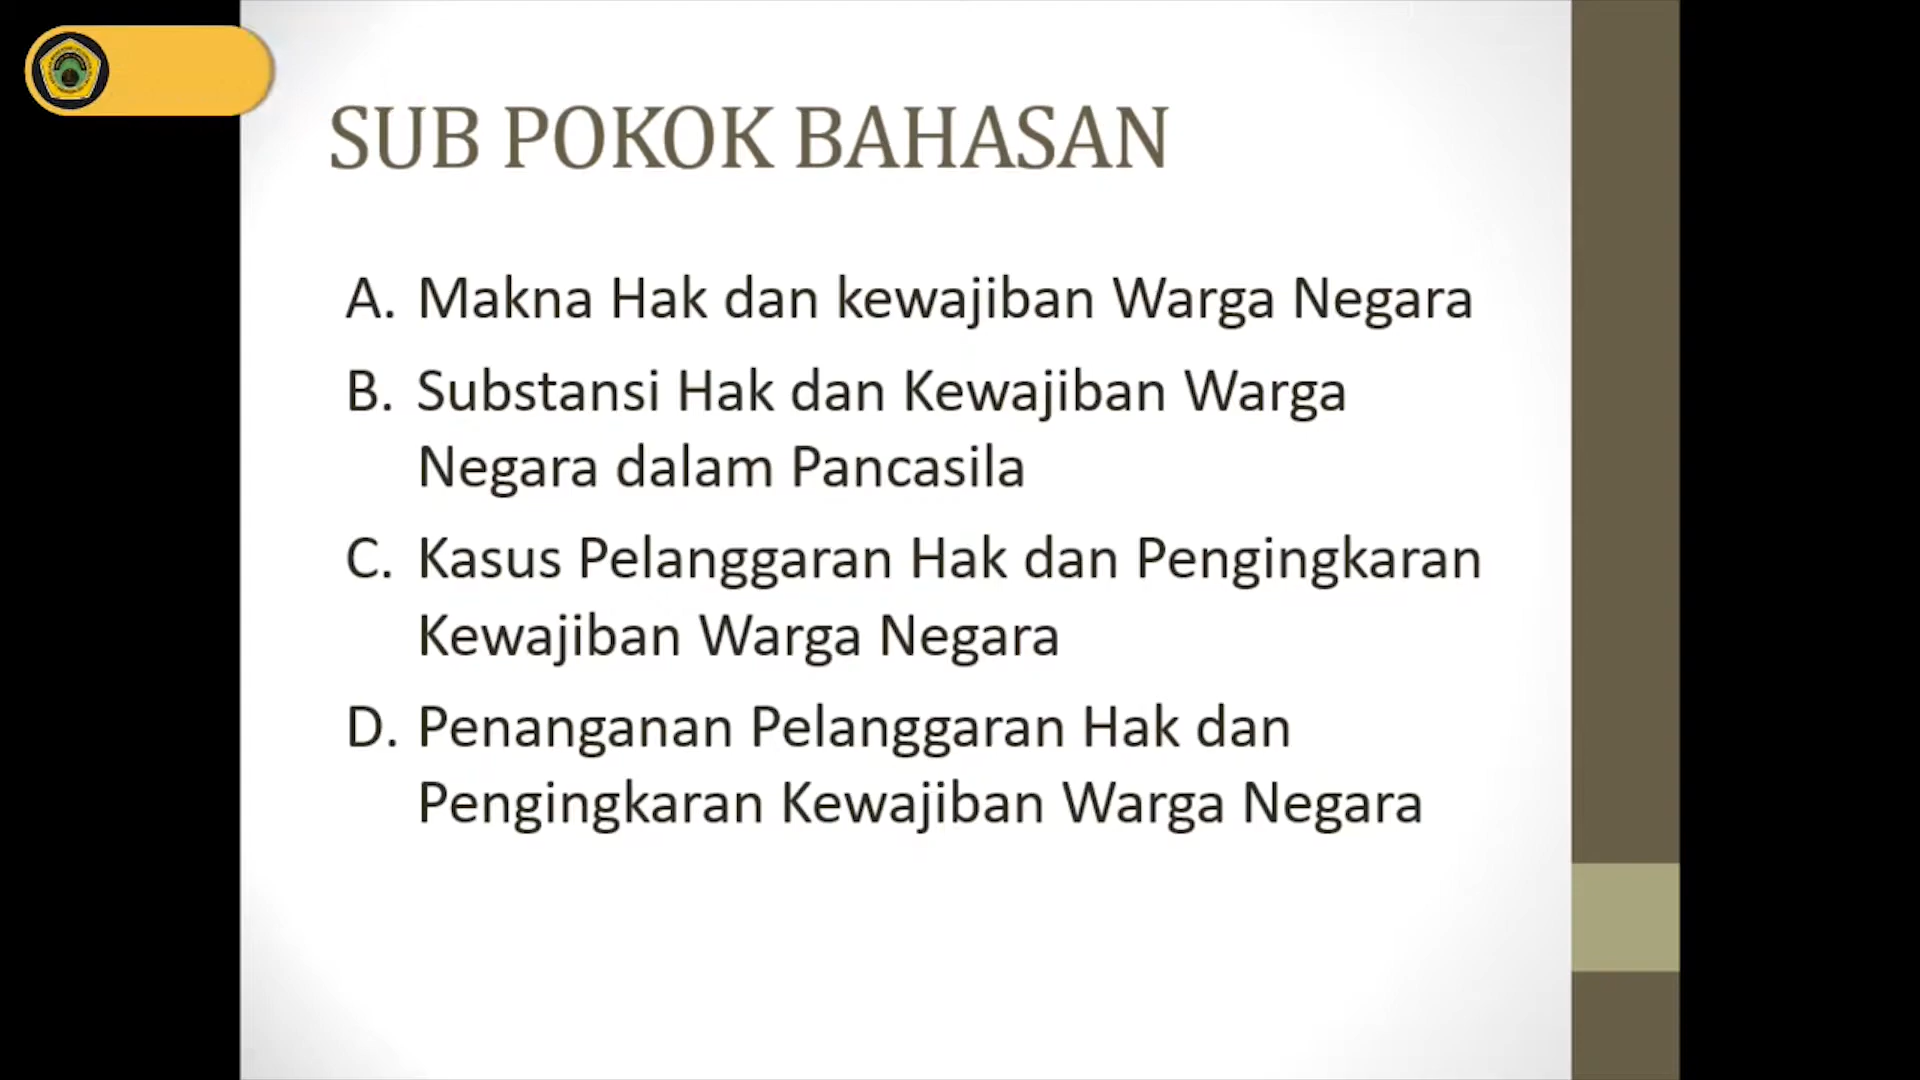 SUB POKOK BAHASAN
A. Makna Hak dan kewajiban Warga Negara
B. Substansi Hak dan Kewajiban Warga
Negara dalam Pancasila
C. Kasus Pelanggaran Hak dan Pengingkaran
Kewajiban Warga Negara
D. Penanganan Pelanggaran Hak dan
Pengingkaran Kewajiban Warga Negara